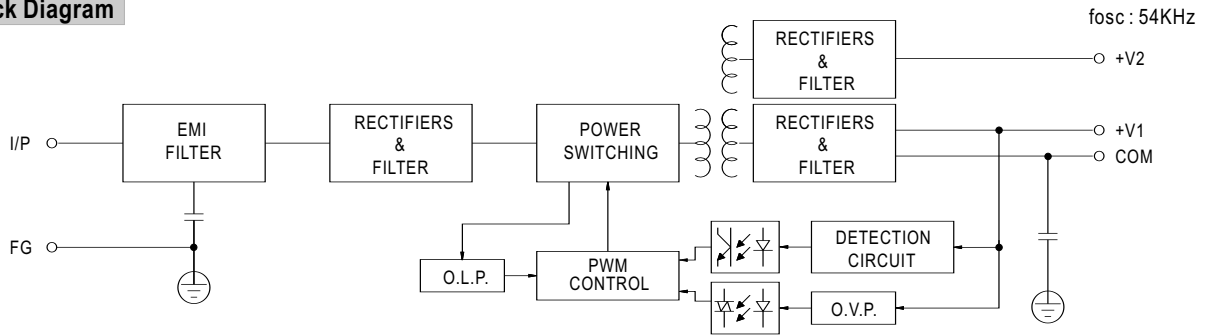 ck Diagram
fosc : 54KHz
RECTIFIERS
&
FILTER
+V2
I/P
EMI
FILTER
RECTIFIERS
&
FILTER
POWER
SWITCHING
RECTIFIERS
&
FILTER
+V1
COM
FG
O.L.P.
PWM
CONTROL
DETECTION
CIRCUIT
O.V.P.